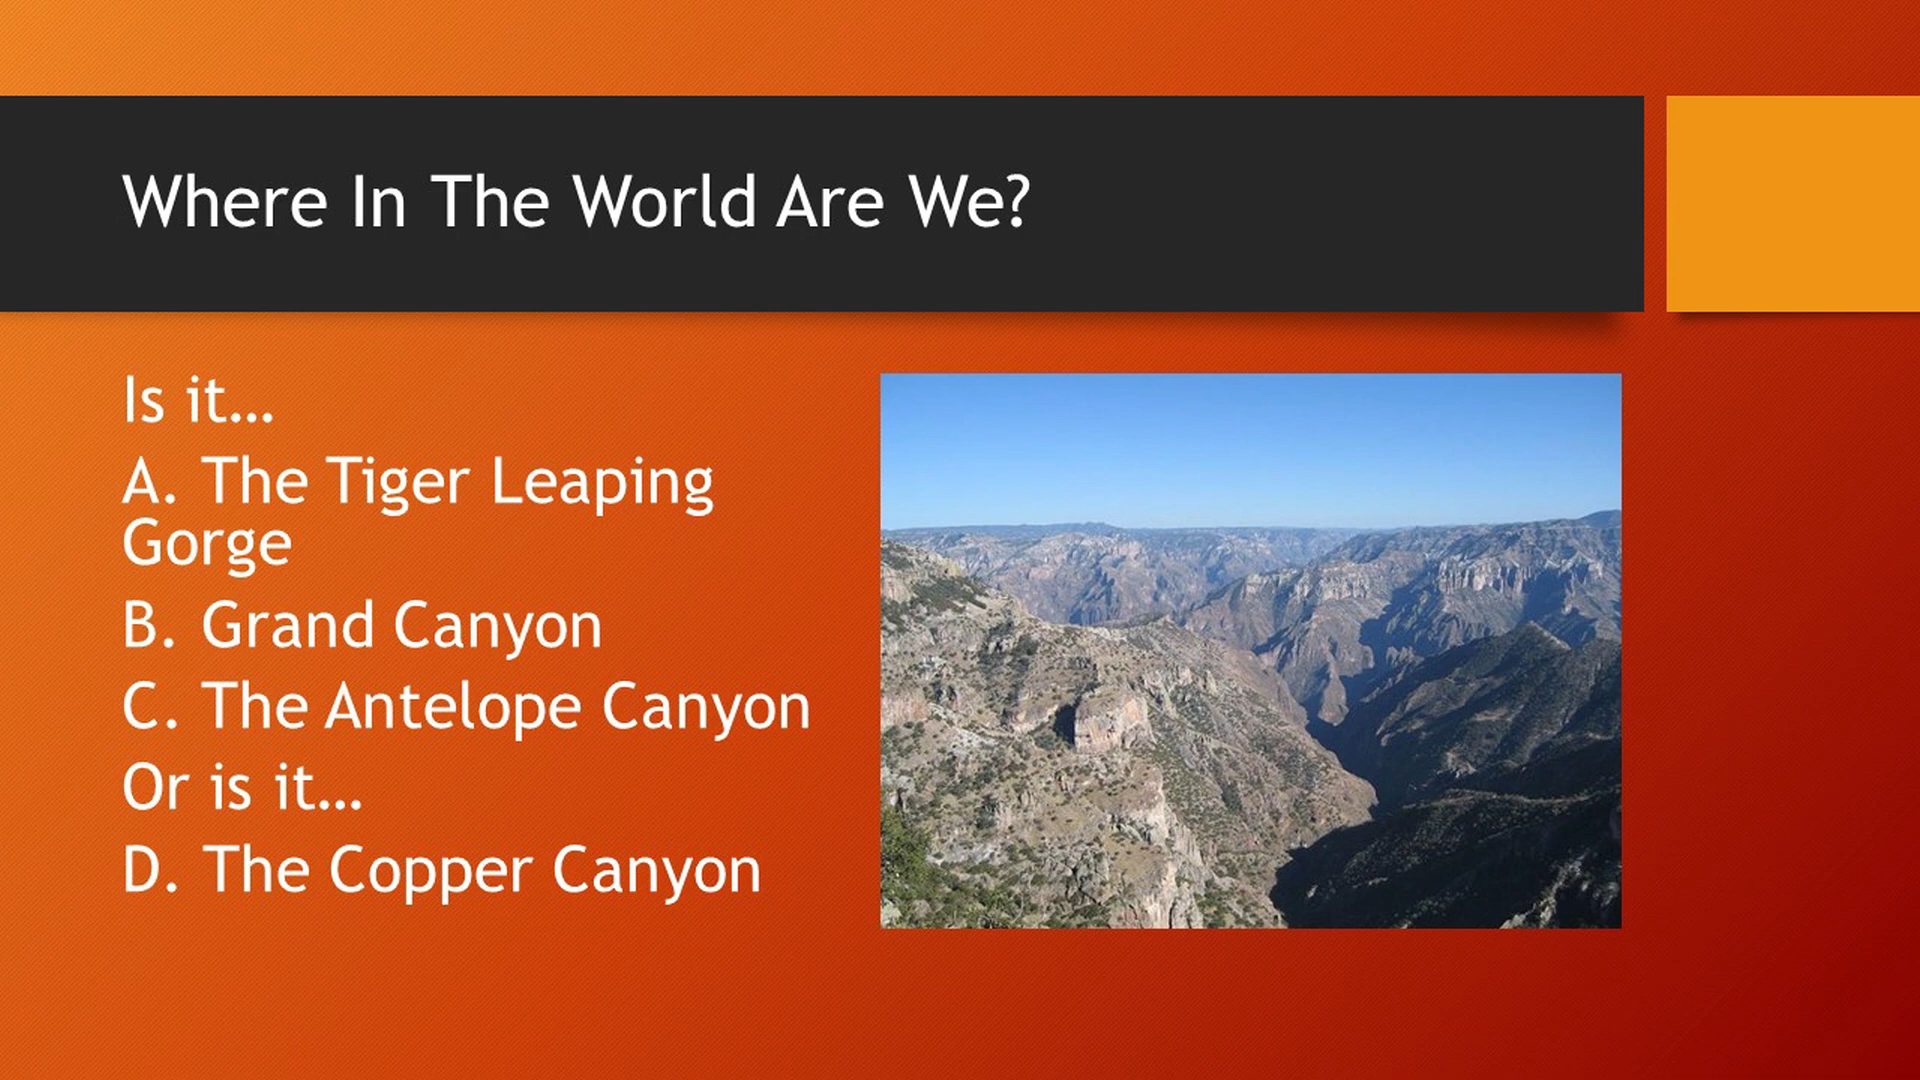 Where In The World Are We?
Is it...
A. The Tiger Leaping
Gorge
B. Grand Canyon
C. The Antelope Canyon
Or is it...
D. The Copper Canyon